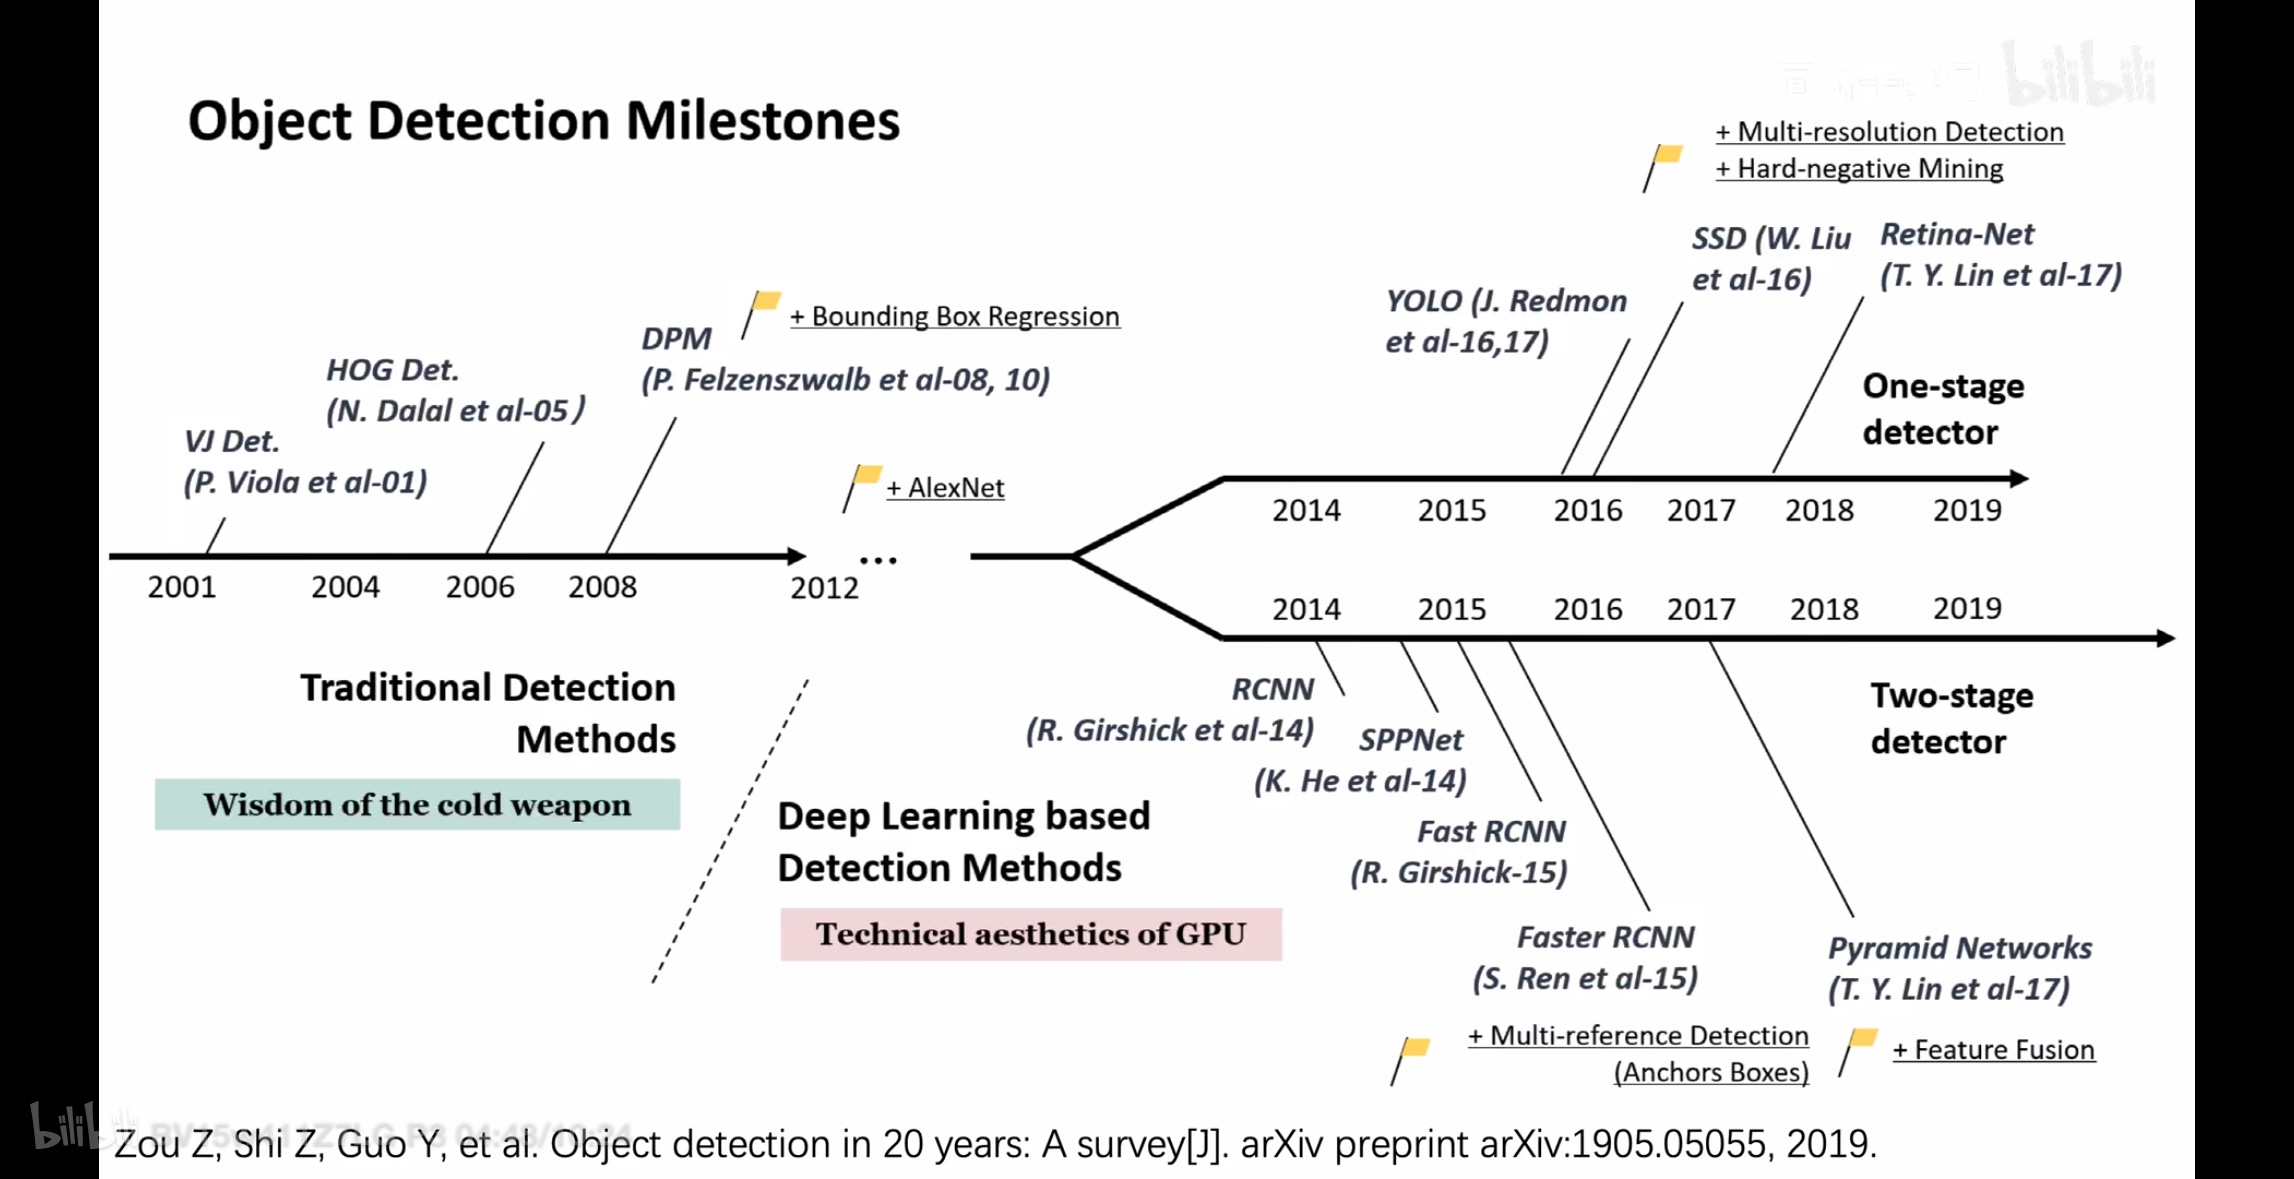 bilibili
Object Detection Milestones
+ Multi-resolution Detection
+ Hard-negative Mining
SSD (W. Liu
et al-16)
Retina-Net
(T. Y. Lin et al-17)
YOLO (J. Redmon
et al-16,17)
+ Bounding Box Regression
DPM
(P. Felzenszwalb et al-08, 10)
HOG Det.
(N. Dalal et al-05)
VJ Det.
(P. Viola et al-01)
+ AlexNet
One-stage
detector
2014 2015 2016 2017 2018 2019
...
2001 2004 2006 2008 2012
2014 2015 2016 2017 2018 2019
Traditional Detection
Methods
Wisdom of the cold weapon
Deep Learning based
Detection Methods
Technical aesthetics of GPU
RCNN
(R. Girshick et al-14)
SPPNet
(K. He et al-14)
Fast RCNN
(R. Girshick-15)
Faster RCNN
(S. Ren et al-15)
+ Multi-reference Detection
(Anchors Boxes)
Two-stage
detector
Pyramid Networks
(T. Y. Lin et al-17)
+ Feature Fusion
bilibili
Zou Z, Shi Z, Guo Y, et al. Object detection in 20 years: A survey[J]. arXiv preprint arXiv:1905.05055, 2019.